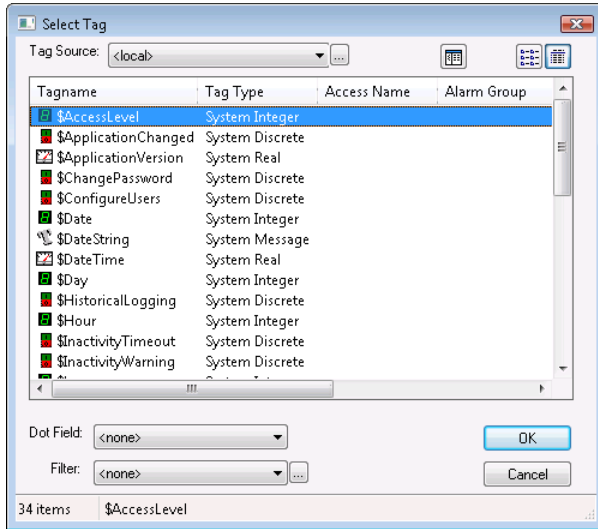 Select Tag
Tag Source: <local> ...
Tagname Tag Type Access Name Alarm Group
$AccessLevel System Integer
$ApplicationChanged System Discrete
$ApplicationVersion System Real
$ChangePassword System Discrete
$ConfigureUsers System Discrete
$Date System Integer
$DateString System Message
$DateTime System Real
$Day System Integer
$HistoricalLogging System Discrete
$Hour System Integer
$InactivityTimeout System Discrete
$InactivityWarning System Discrete
Dot Field: <none> OK
Filter: <none> ... Cancel
34 items $AccessLevel